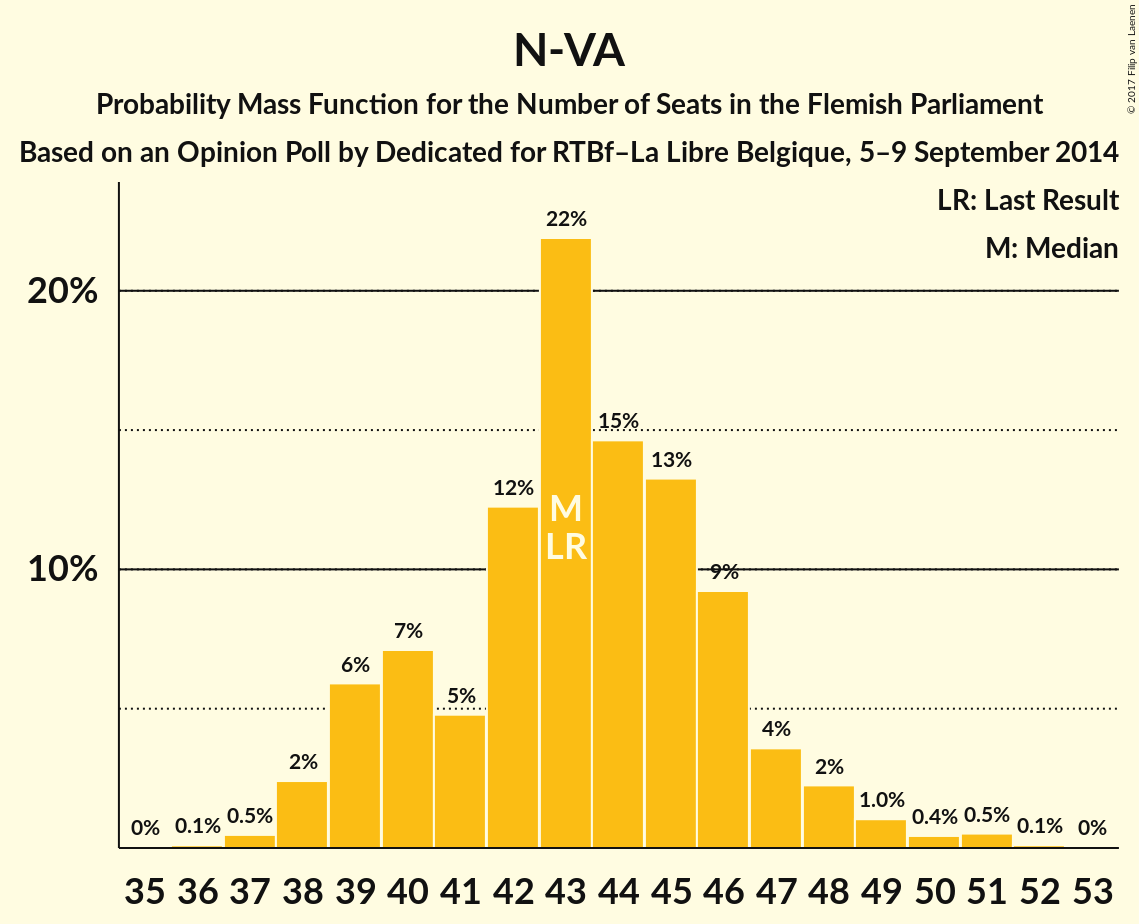 N-VA
Probability Mass Function for the Number of Seats in the Flemish Parliament
Based on an Opinion Poll by Dedicated for RTBf–La Libre Belgique, 5–9 September 2014
© 2017 Filip van Laenen
LR: Last Result
M: Median
20%
10%
0% 0.1% 0.5% 2% 6% 7% 5% 12% 22% 15% 13% 9% 4% 2% 1.0% 0.4% 0.5% 0.1% 0%
M
LR
35 36 37 38 39 40 41 42 43 44 45 46 47 48 49 50 51 52 53